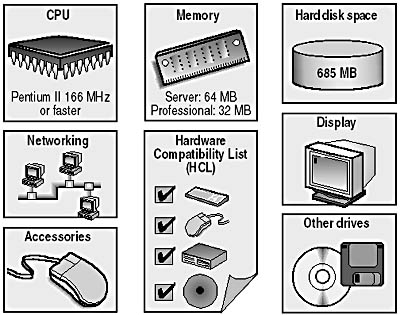 CPU
Pentium II 166 MHz
or faster
Memory
Server: 64 MB
Professional: 32 MB
Hard disk space
685 MB
Networking
Hardware
Compatibility List
(HCL)
Display
Accessories
Other drives